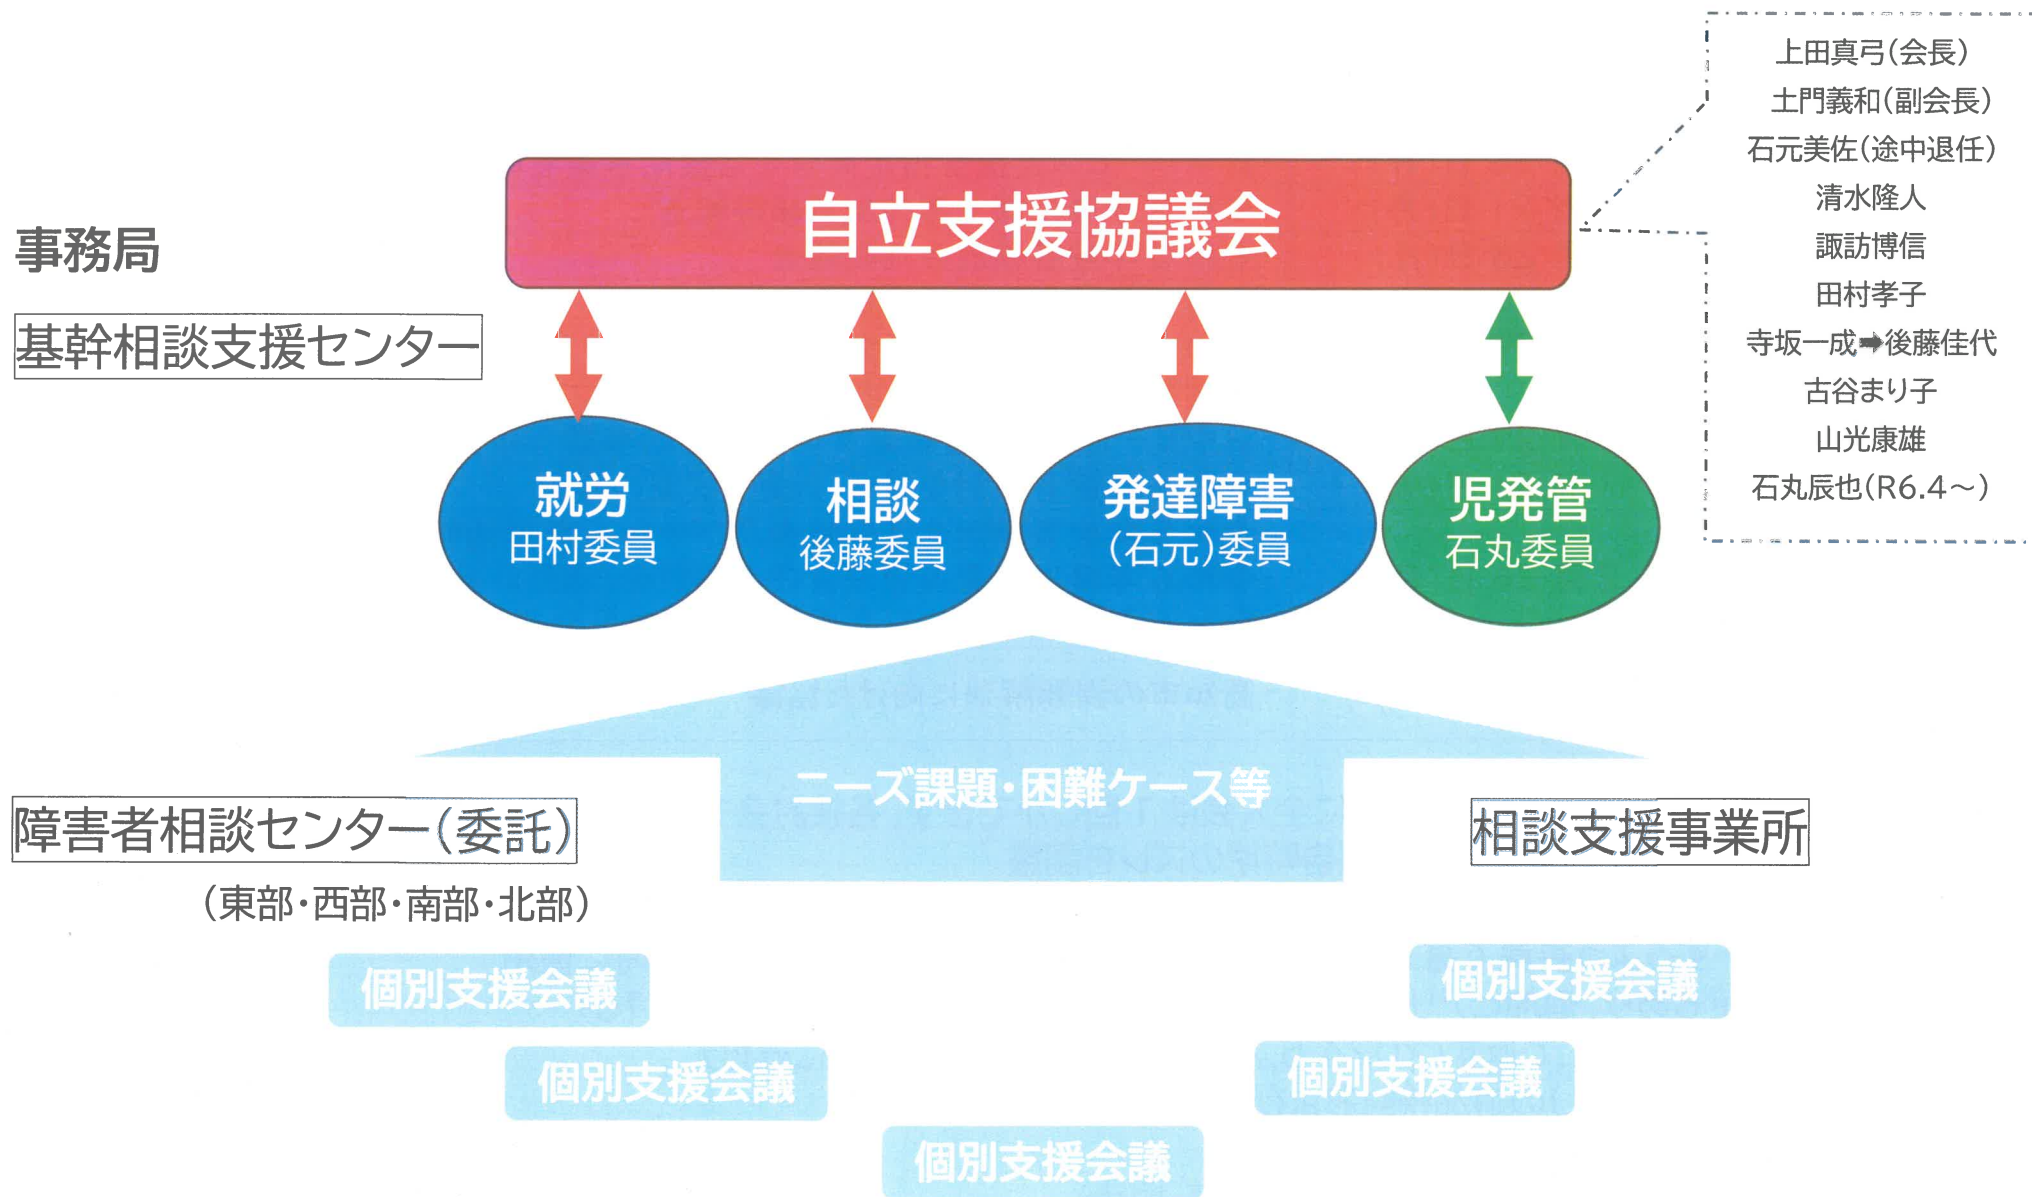 上田真弓(会長)
土門義和(副会長)
石元美佐(途中退任)
清水隆人
諏訪博信
田村孝子
寺坂一成➡後藤佳代
古谷まり子
山光康雄
石丸辰也(R6.4～)
自立支援協議会
事務局
基幹相談支援センター
就労
田村委員
相談
後藤委員
発達障害
(石元)委員
児発管
石丸委員
ニーズ課題・困難ケース等
障害者相談センター(委託)
(東部・西部・南部・北部)
相談支援事業所
個別支援会議
個別支援会議
個別支援会議
個別支援会議
個別支援会議